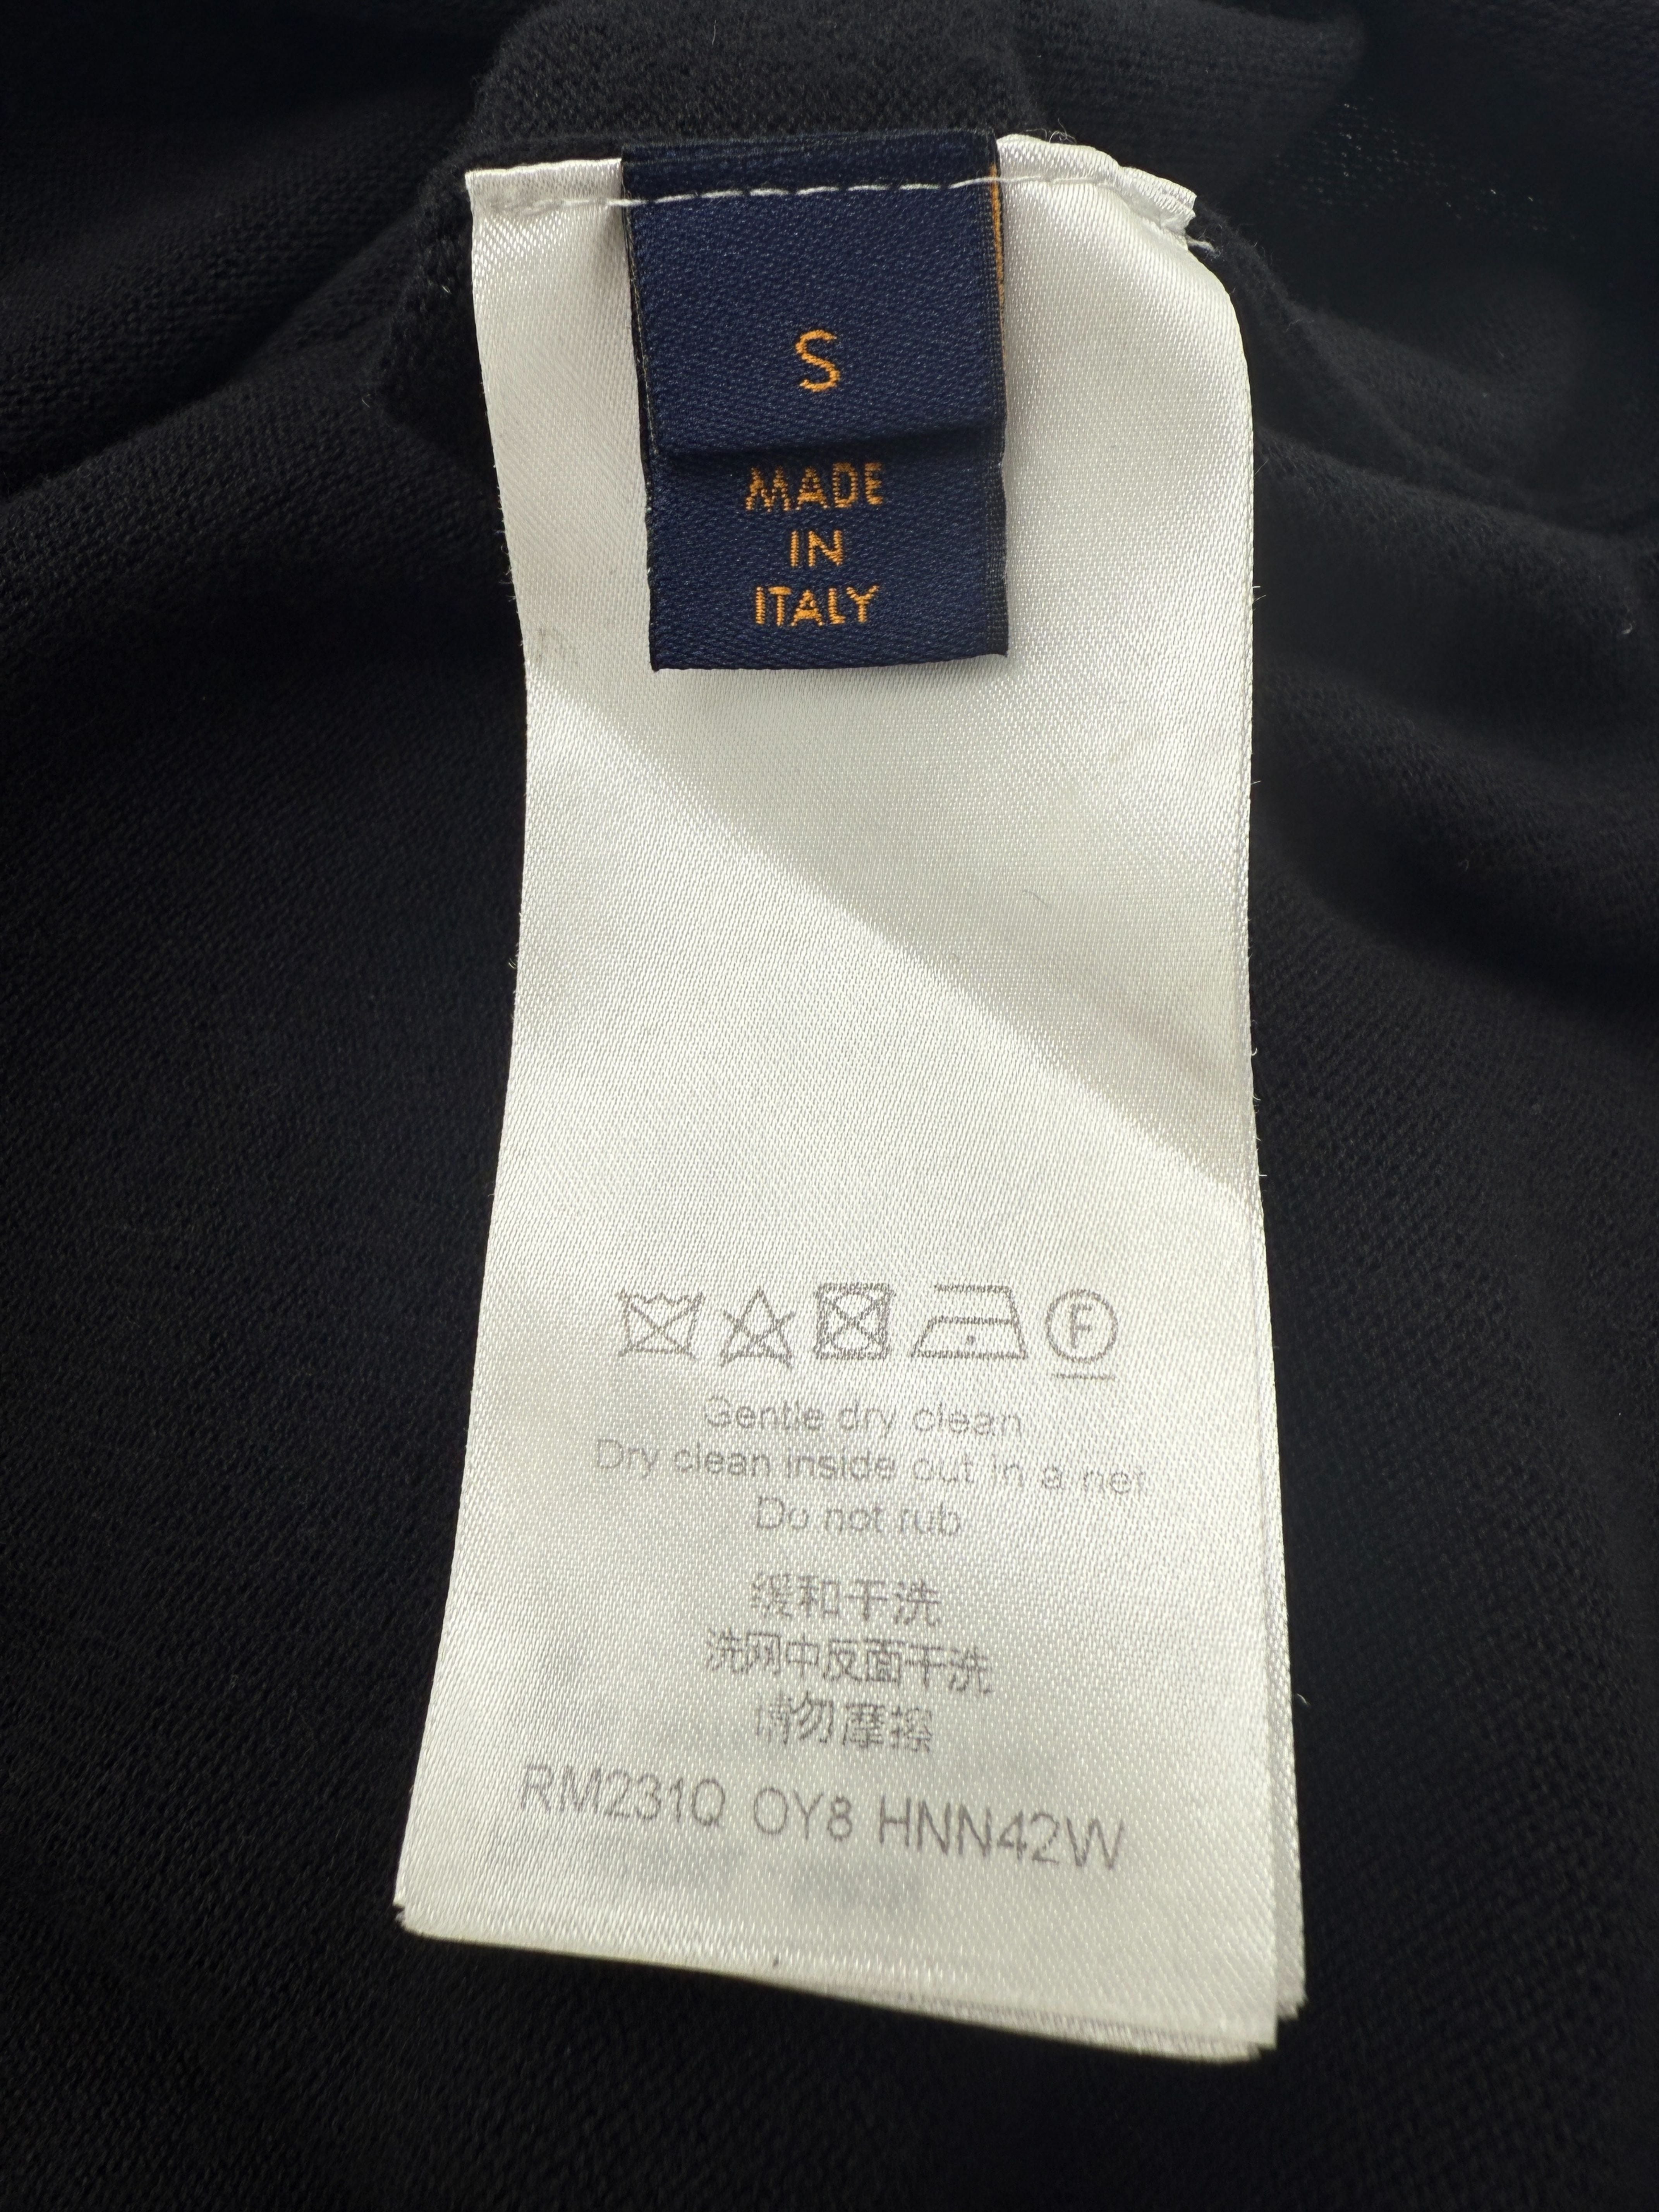 S
MADE
IN
ITALY
F
Gentle dry clean
Dry clean inside out in a net
Do not rub
缓和干洗
洗网中反面干洗
请勿摩擦
RM231Q OY8 HNN42W